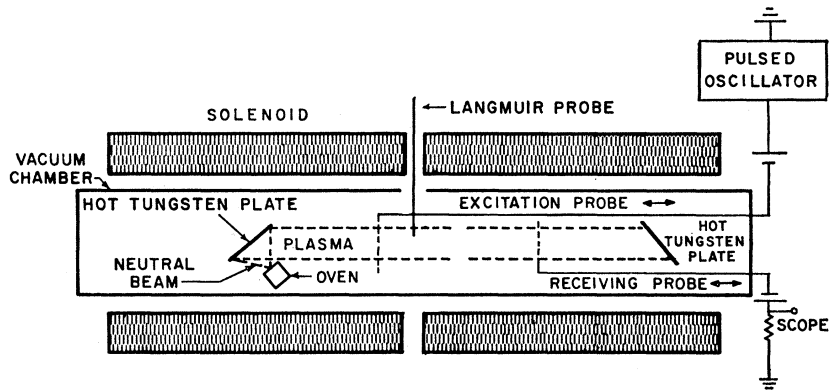 PULSED
OSCILLATOR
LANGMUIR PROBE
SOLENOID
VACUUM
CHAMBER
HOT TUNGSTEN PLATE
EXCITATION PROBE
PLASMA
HOT
TUNGSTEN
PLATE
NEUTRAL
BEAM
OVEN
RECEIVING PROBE
SCOPE